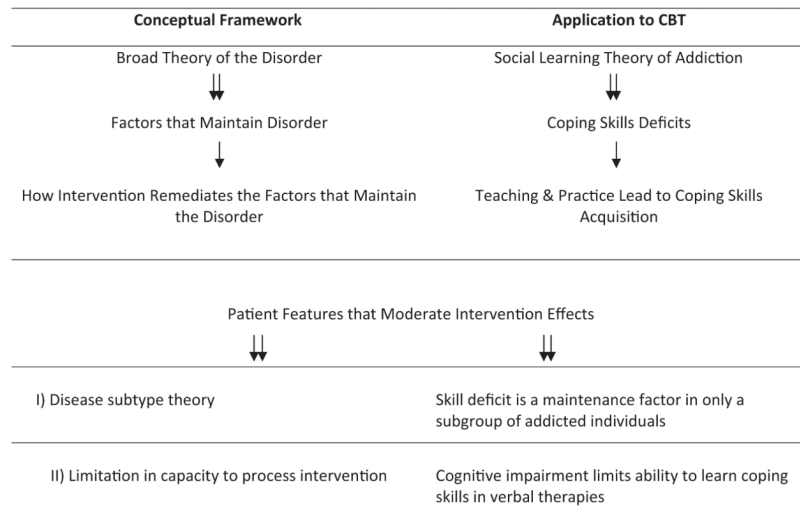 Conceptual Framework
Application to CBT
Broad Theory of the Disorder
Social Learning Theory of Addiction
Factors that Maintain Disorder
Coping Skills Deficits
How Intervention Remediates the Factors that Maintain
the Disorder
Teaching & Practice Lead to Coping Skills
Acquisition
Patient Features that Moderate Intervention Effects
I) Disease subtype theory
Skill deficit is a maintenance factor in only a
subgroup of addicted individuals
II) Limitation in capacity to process intervention
Cognitive impairment limits ability to learn coping
skills in verbal therapies